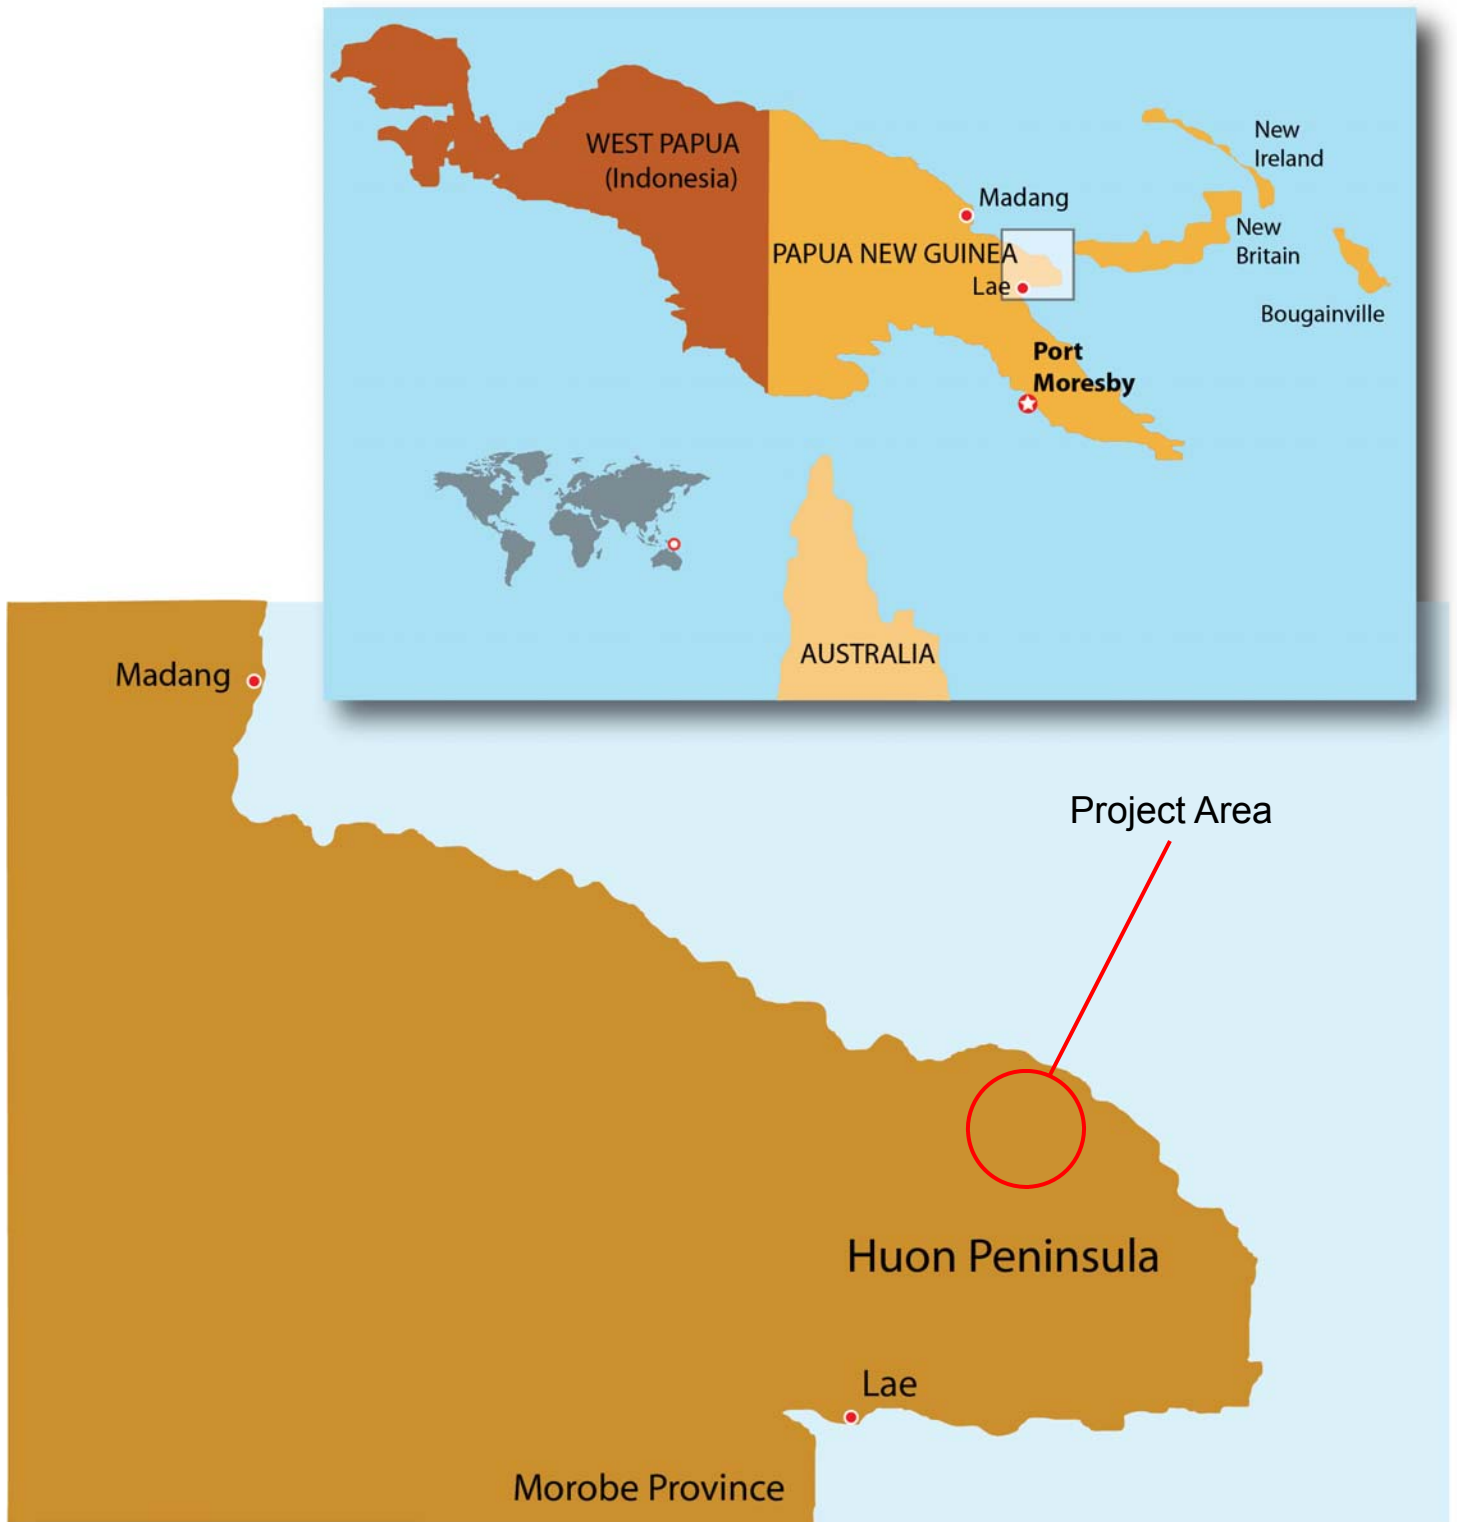 WEST PAPUA
(Indonesia)
New
Ireland
Madang
New
Britain
PAPUA NEW GUINEA
Lae
Bougainville
Port
Moresby
AUSTRALIA
Madang
Project Area
Huon Peninsula
Lae
Morobe Province